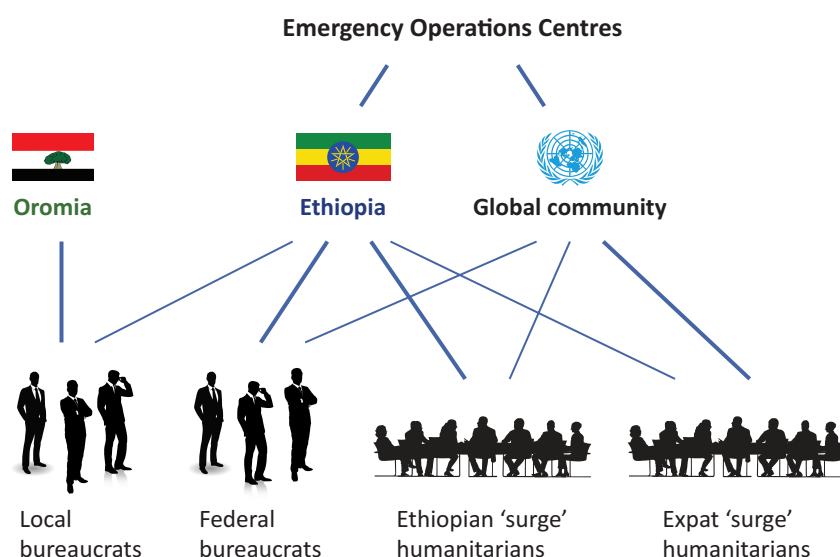 Emergency Operations Centres
Oromia
Ethiopia
Global community
Local
bureaucrats
Federal
bureaucrats
Ethiopian ‘surge’
humanitarians
Expat ‘surge’
humanitarians